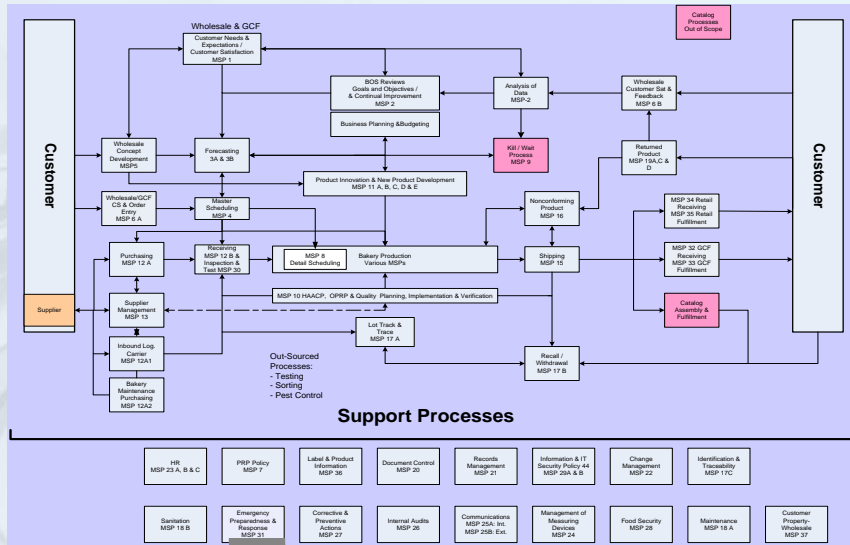 Wholesale & GCF
Catalog
Processes
Out of Scope
Customer
Customer
Customer Needs &
Expectations /
Customer Satisfaction
MSP 1
BOS Reviews
Goals and Objectives /
& Continual Improvement
MSP 2
Analysis of
Data
MSP-2
Wholesale
Customer Sat &
Feedback
MSP 6 B
Business Planning &Budgeting
Wholesale
Concept
Development
MSP5
Forecasting
3A & 3B
Kill / Wait
Process
MSP 9
Returned
Product
MSP 19A, C &
D
Product Innovation & New Product Development
MSP 11 A, B, C, D & E
Wholesale/GCF
CS & Order
Entry
MSP 6 A
Master
Scheduling
MSP 4
Nonconforming
Product
MSP 16
MSP 34 Retail
Receiving
MSP 35 Retail
Fulfillment
Purchasing
MSP 12 A
Receiving
MSP 12 B &
Inspection &
Test MSP 30
MSP 8
Detail Scheduling
Bakery Production
Various MSPs
Shipping
MSP 15
MSP 32 GCF
Receiving
MSP 33 GCF
Fulfillment
Supplier
Supplier
Management
MSP 13
MSP 10 HAACP, OPRP & Quality Planning, Implementation & Verification
Catalog
Assembly &
Fulfillment
Inbound Log.
Carrier
MSP 12A1
Lot Track &
Trace
MSP 17 A
Out-Sourced
Processes:
- Testing
- Sorting
- Pest Control
Recall /
Withdrawal
MSP 17 B
Bakery
Maintenance
Purchasing
MSP 12A2
Support Processes
HR
MSP 23 A, B & C
PRP Policy
MSP 7
Label & Product
Information
MSP 36
Document Control
MSP 20
Records
Management
MSP 21
Information & IT
Security Policy 44
MSP 29A & B
Change
Management
MSP 22
Identification &
Traceability
MSP 17C
Sanitation
MSP 18 B
Emergency
Preparedness &
Response
MSP 31
Corrective &
Preventive
Actions
MSP 27
Internal Audits
MSP 26
Communications
MSP 25A: Int.
MSP 25B: Ext.
Management of
Measuring
Devices
MSP 24
Food Security
MSP 28
Maintenance
MSP 18 A
Customer
Property-
Wholesale
MSP 37